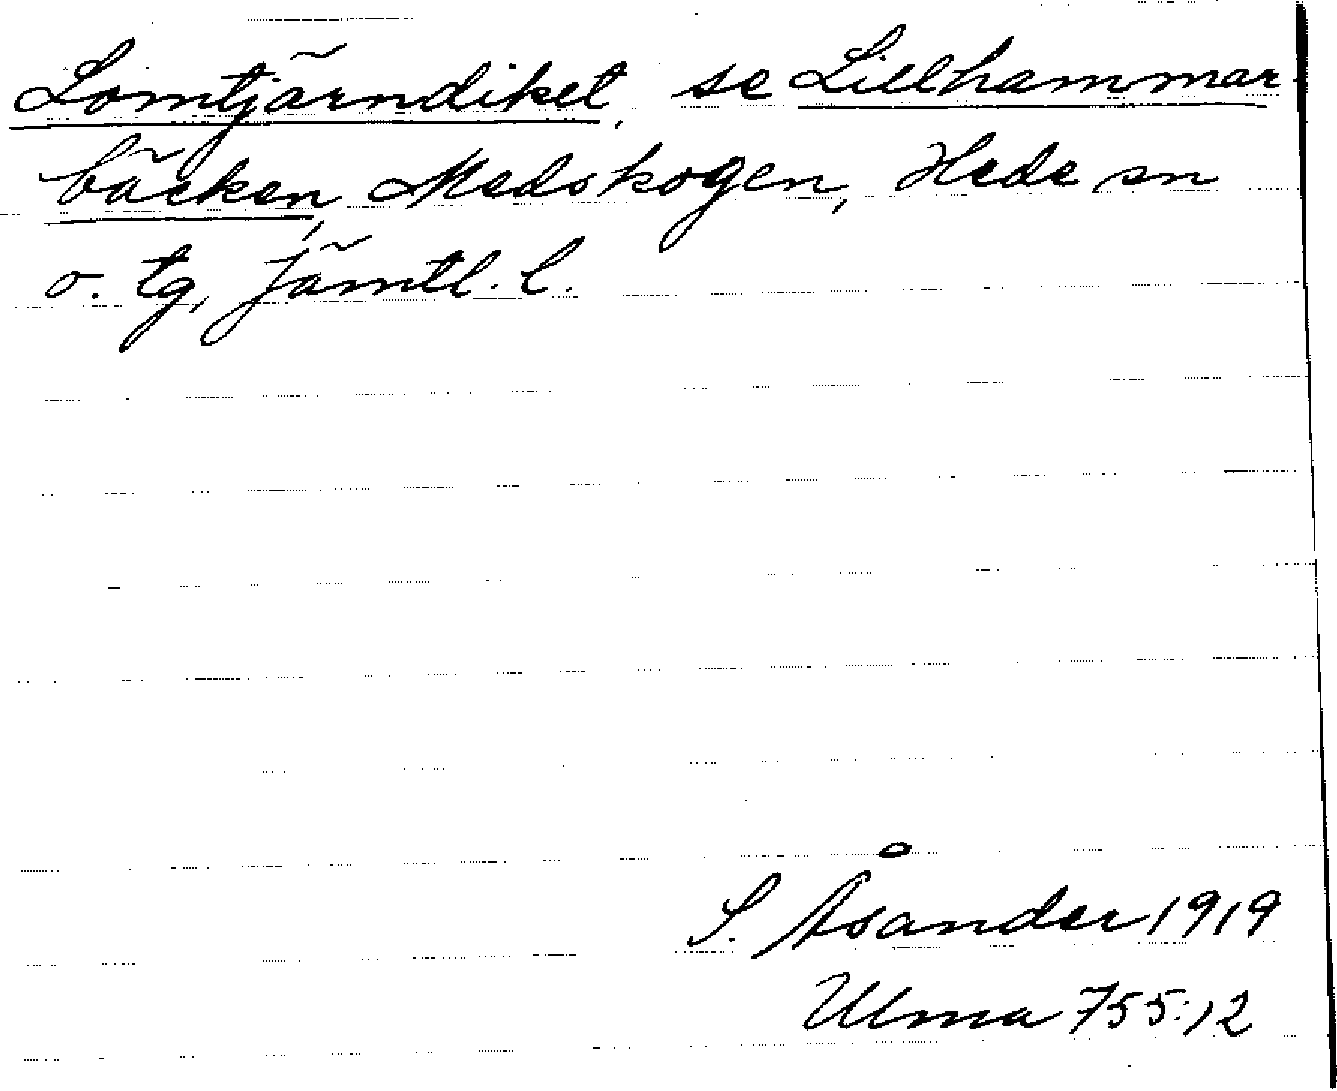 Lomtjärndiket, se Lillhammar-
bäcken, Medskogen, Hede sn
o. tg, Jämtl. l.
S. Åsander 1919
Ulma 755:12